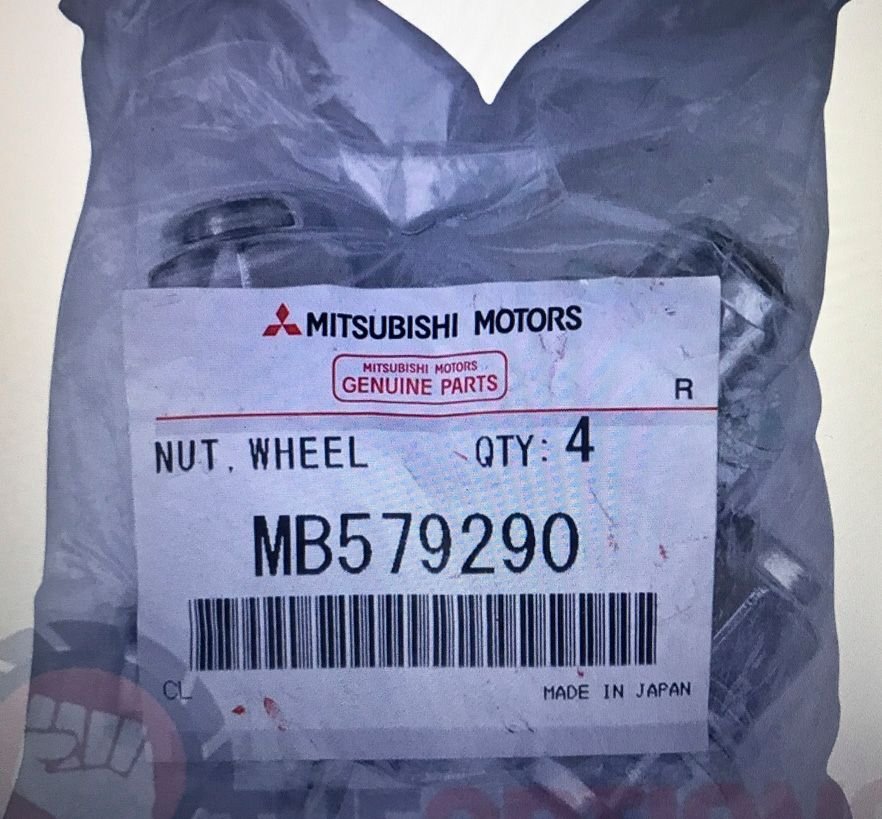 MITSUBISHI MOTORS
MITSUBISHI MOTORS
GENUINE PARTS
R
NUT, WHEEL QTY: 4
MB579290
CL MADE IN JAPAN